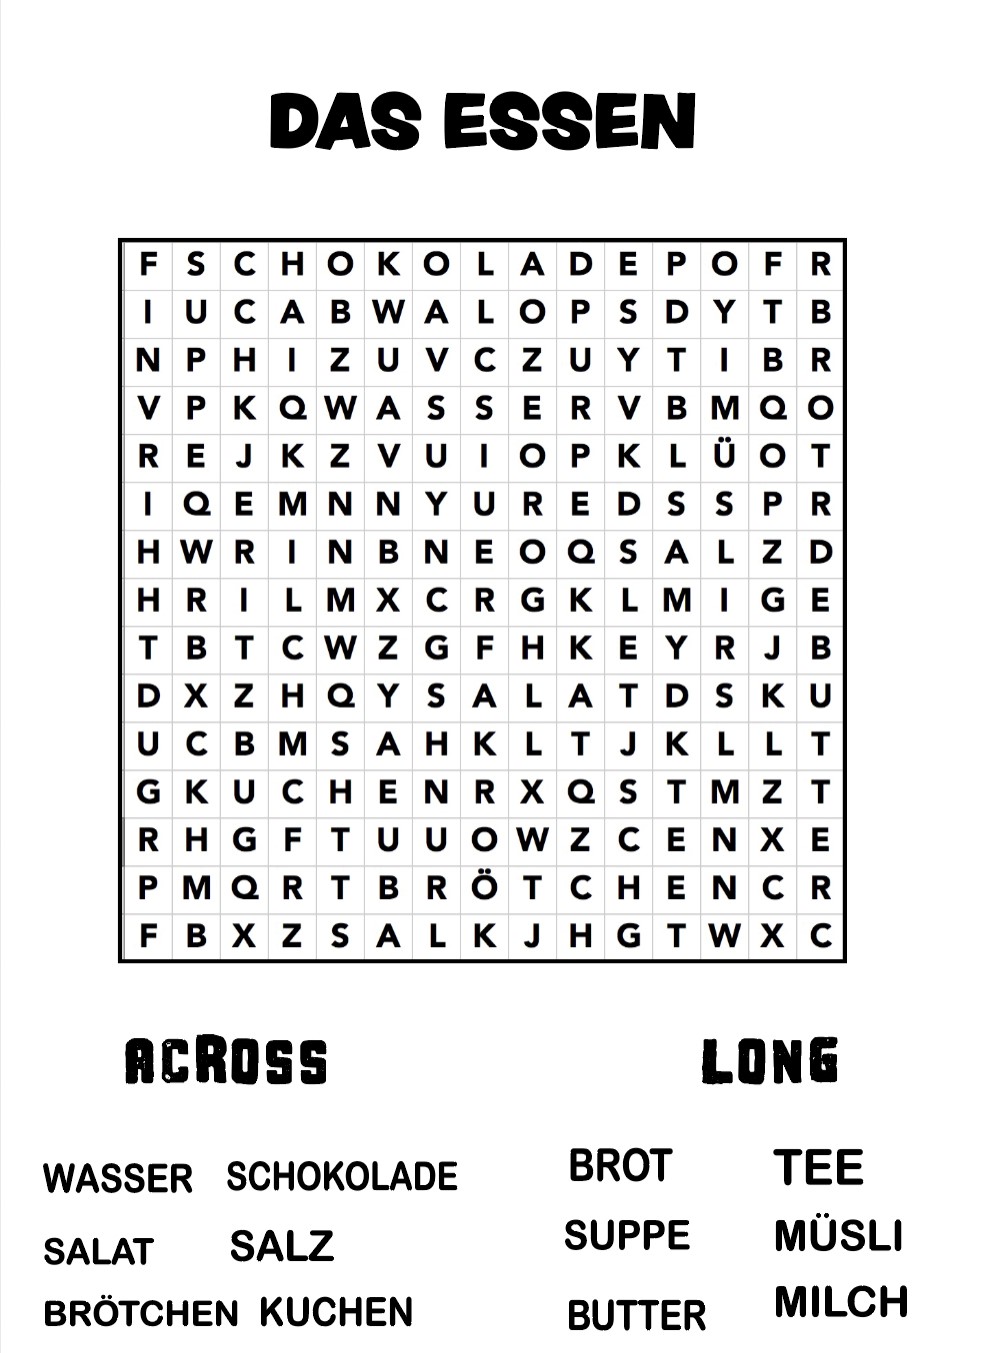 DAS ESSEN
F S C H O K O L A D E P O F R
I U C A B W A L O P S D Y T B
N P H I Z U V C Z U Y T I B R
V P K Q W A S S E R V B M Q O
R E J K Z V U I O P K L Ü O T
I Q E M N N Y U R E D S S P R
H W R I N B N E O Q S A L Z D
H R I L M X C R G K L M I G E
T B T C W Z G F H K E Y R J B
D X Z H Q Y S A L A T D S K U
U C B M S A H K L T J K L L T
G K U C H E N R X Q S T M Z T
R H G F T U U O W Z C E N X E
P M Q R T B R Ö T C H E N C R
F B X Z S A L K J H G T W X C
ACROSS LONG
WASSER SCHOKOLADE BROT TEE
SALAT SALZ SUPPE MÜSLI
BRÖTCHEN KUCHEN BUTTER MILCH